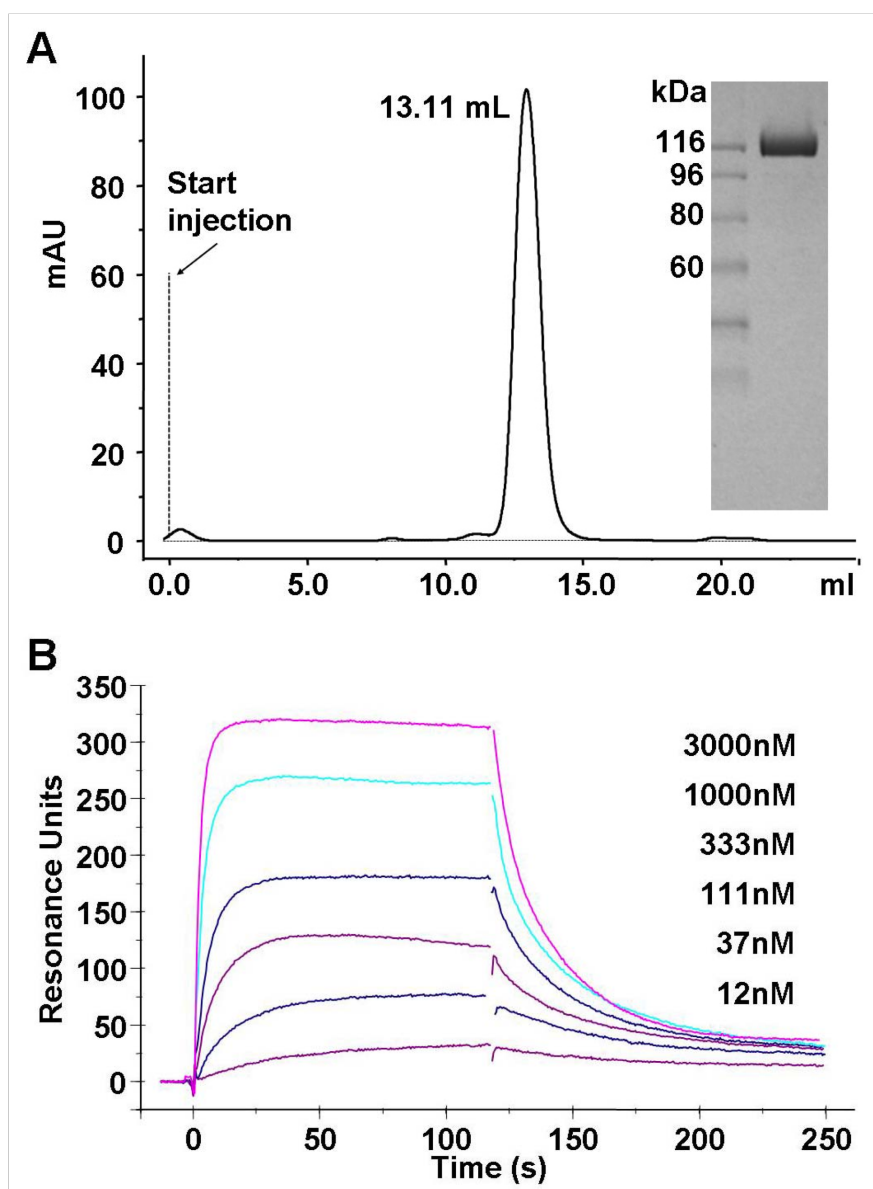 A
13.11 mL
kDa
116
96
80
60
Start
injection
mAU
100
80
60
40
20
0
0.0 5.0 10.0 15.0 20.0 ml
B
Resonance Units
350
300
250
200
150
100
50
0
3000nM
1000nM
333nM
111nM
37nM
12nM
0 50 100 150 200 250
Time (s)